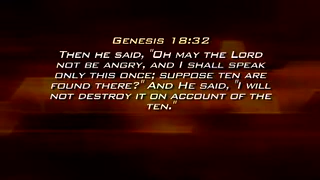 Genesis 18:32
Then he said, "Oh may the Lord
not be angry, and I shall speak
only this once; suppose ten are
found there?" And He said, "I will
not destroy it on account of the
ten."